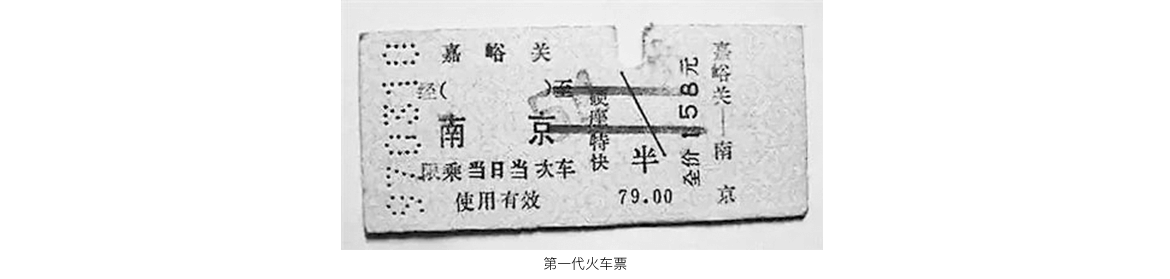 嘉峪关
经( )至
南京
限乘当日当次车
使用有效
硬座特快
半
79.00
全价158元
嘉峪关—南京
第一代火车票